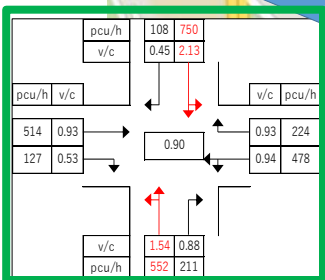 pcu/h 108 750
v/c 0.45 2.13
pcu/h v/c
v/c pcu/h
514 0.93
0.93 224
0.90
127 0.53
0.94 478
v/c 1.54 0.88
pcu/h 552 211